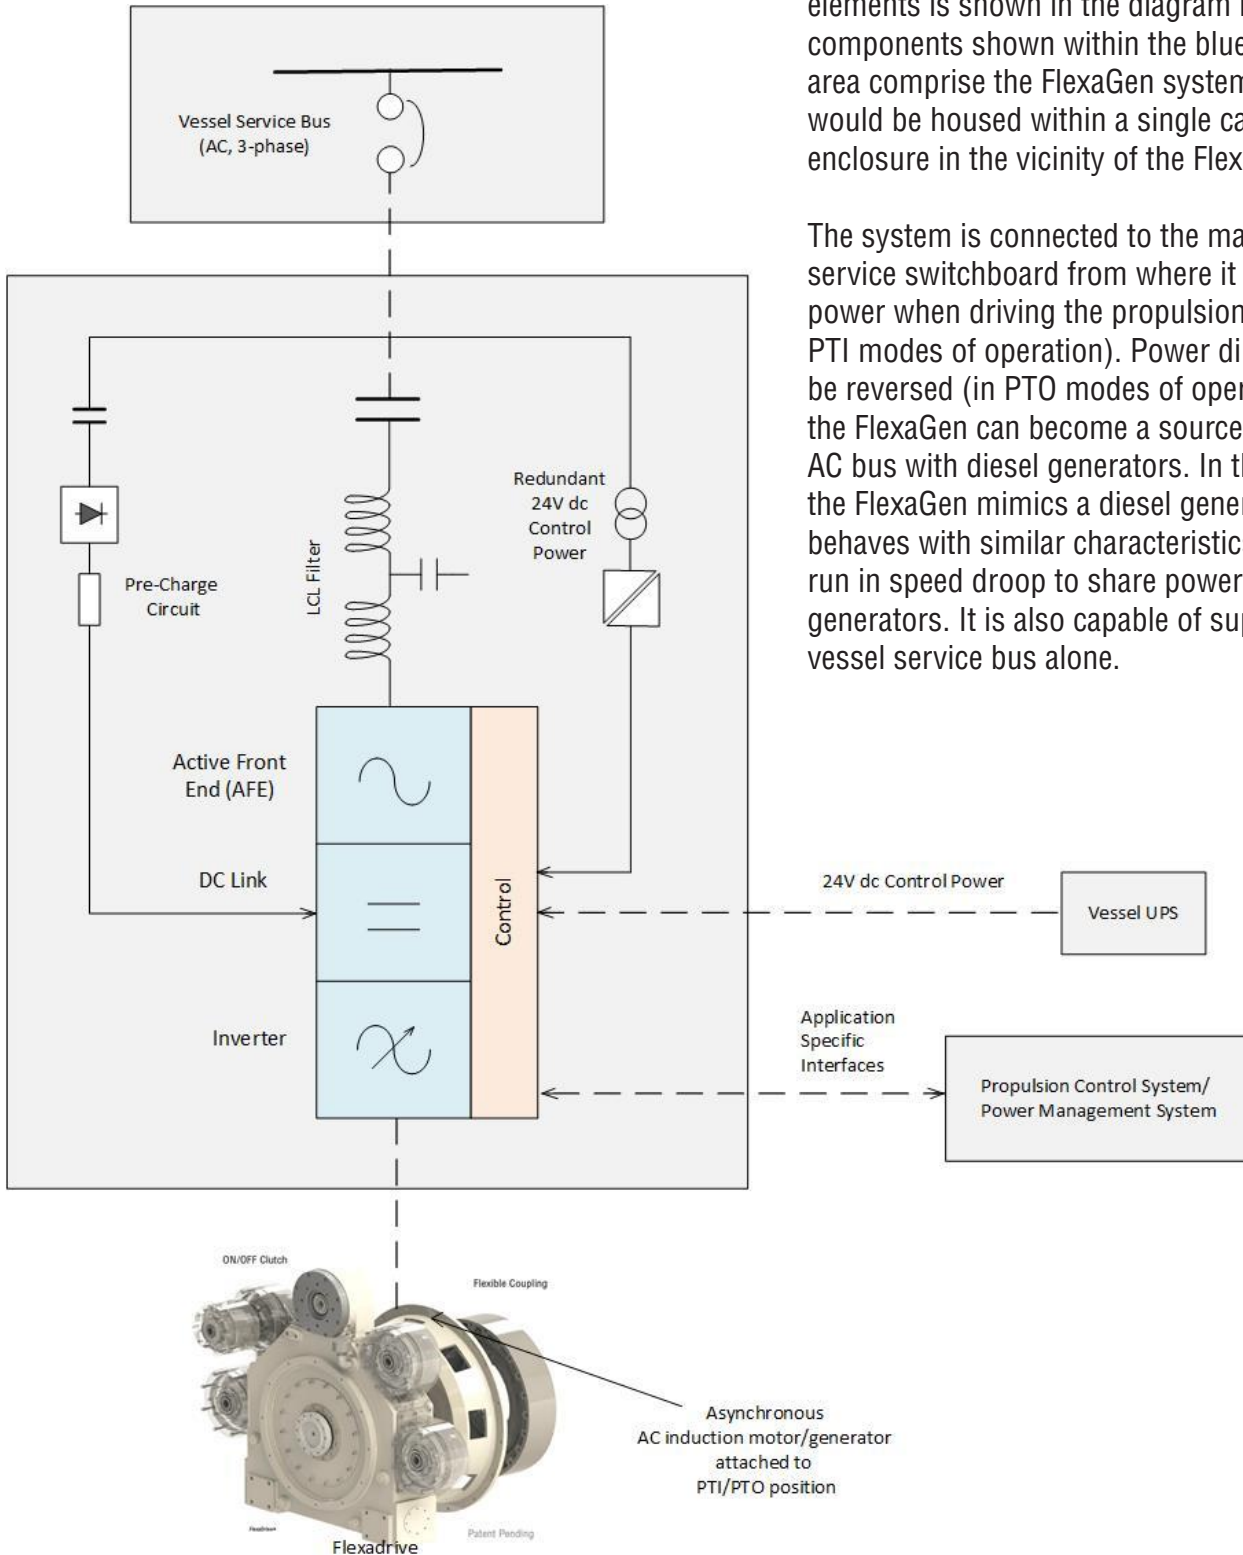 elements is shown in the diagram
components shown within the blue
area comprise the FlexaGen system
would be housed within a single
enclosure in the vicinity of the
The system is connected to the
service switchboard from where it
power when driving the propulsion
PTI modes of operation). Power
be reversed (in PTO modes of
the FlexaGen can become a source
AC bus with diesel generators. In
the FlexaGen mimics a diesel
behaves with similar
run in speed droop to share power
generators. It is also capable of
vessel service bus alone.
Vessel Service Bus
(AC, 3-phase)
Redundant
24V dc
Control
Power
LCL Filter
Pre-Charge
Circuit
Active Front
End (AFE)
DC Link
Control
Inverter
24V dc Control Power
Vessel UPS
Application
Specific
Interfaces
Propulsion Control System/
Power Management System
ON/OFF Clutch
Flexible Coupling
Asynchronous
AC induction motor/generator
attached to
PTI/PTO position
Patent Pending
Flexadrive